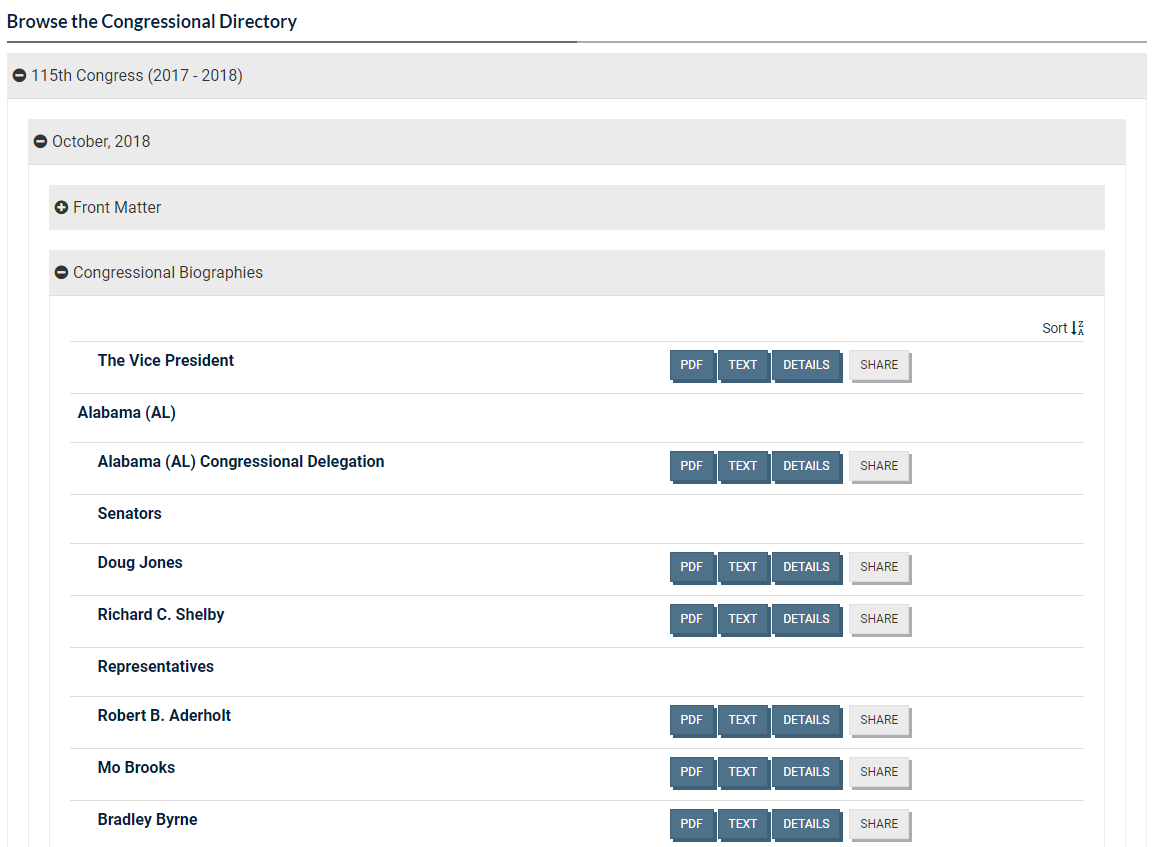 Browse the Congressional Directory
115th Congress (2017 - 2018)
October, 2018
Front Matter
Congressional Biographies
Sort
The Vice President PDF TEXT DETAILS SHARE
Alabama (AL)
Alabama (AL) Congressional Delegation PDF TEXT DETAILS SHARE
Senators
Doug Jones PDF TEXT DETAILS SHARE
Richard C. Shelby PDF TEXT DETAILS SHARE
Representatives
Robert B. Aderholt PDF TEXT DETAILS SHARE
Mo Brooks PDF TEXT DETAILS SHARE
Bradley Byrne PDF TEXT DETAILS SHARE